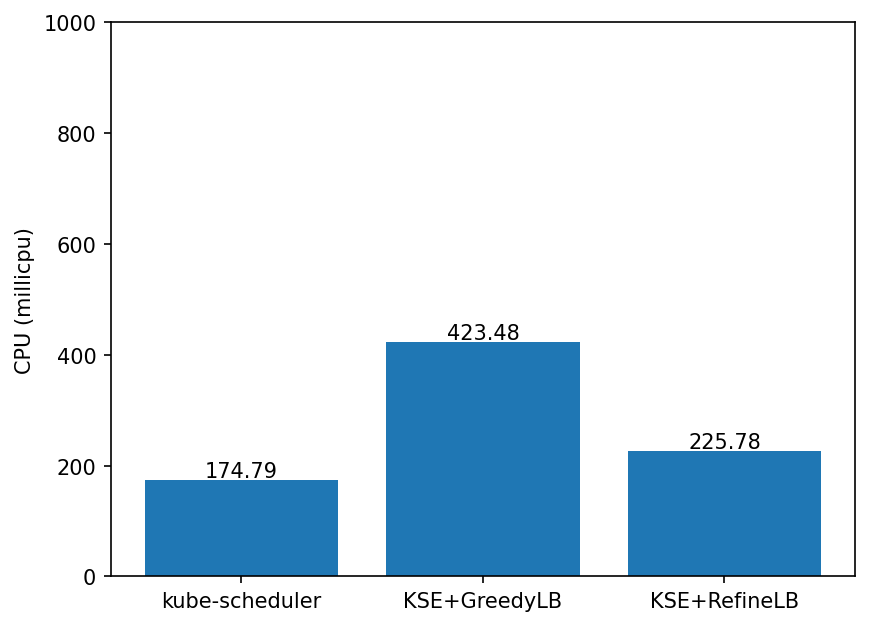 1000
800
600
400
200
0
CPU (millicpu)
174.79
423.48
225.78
kube-scheduler
KSE+GreedyLB
KSE+RefineLB